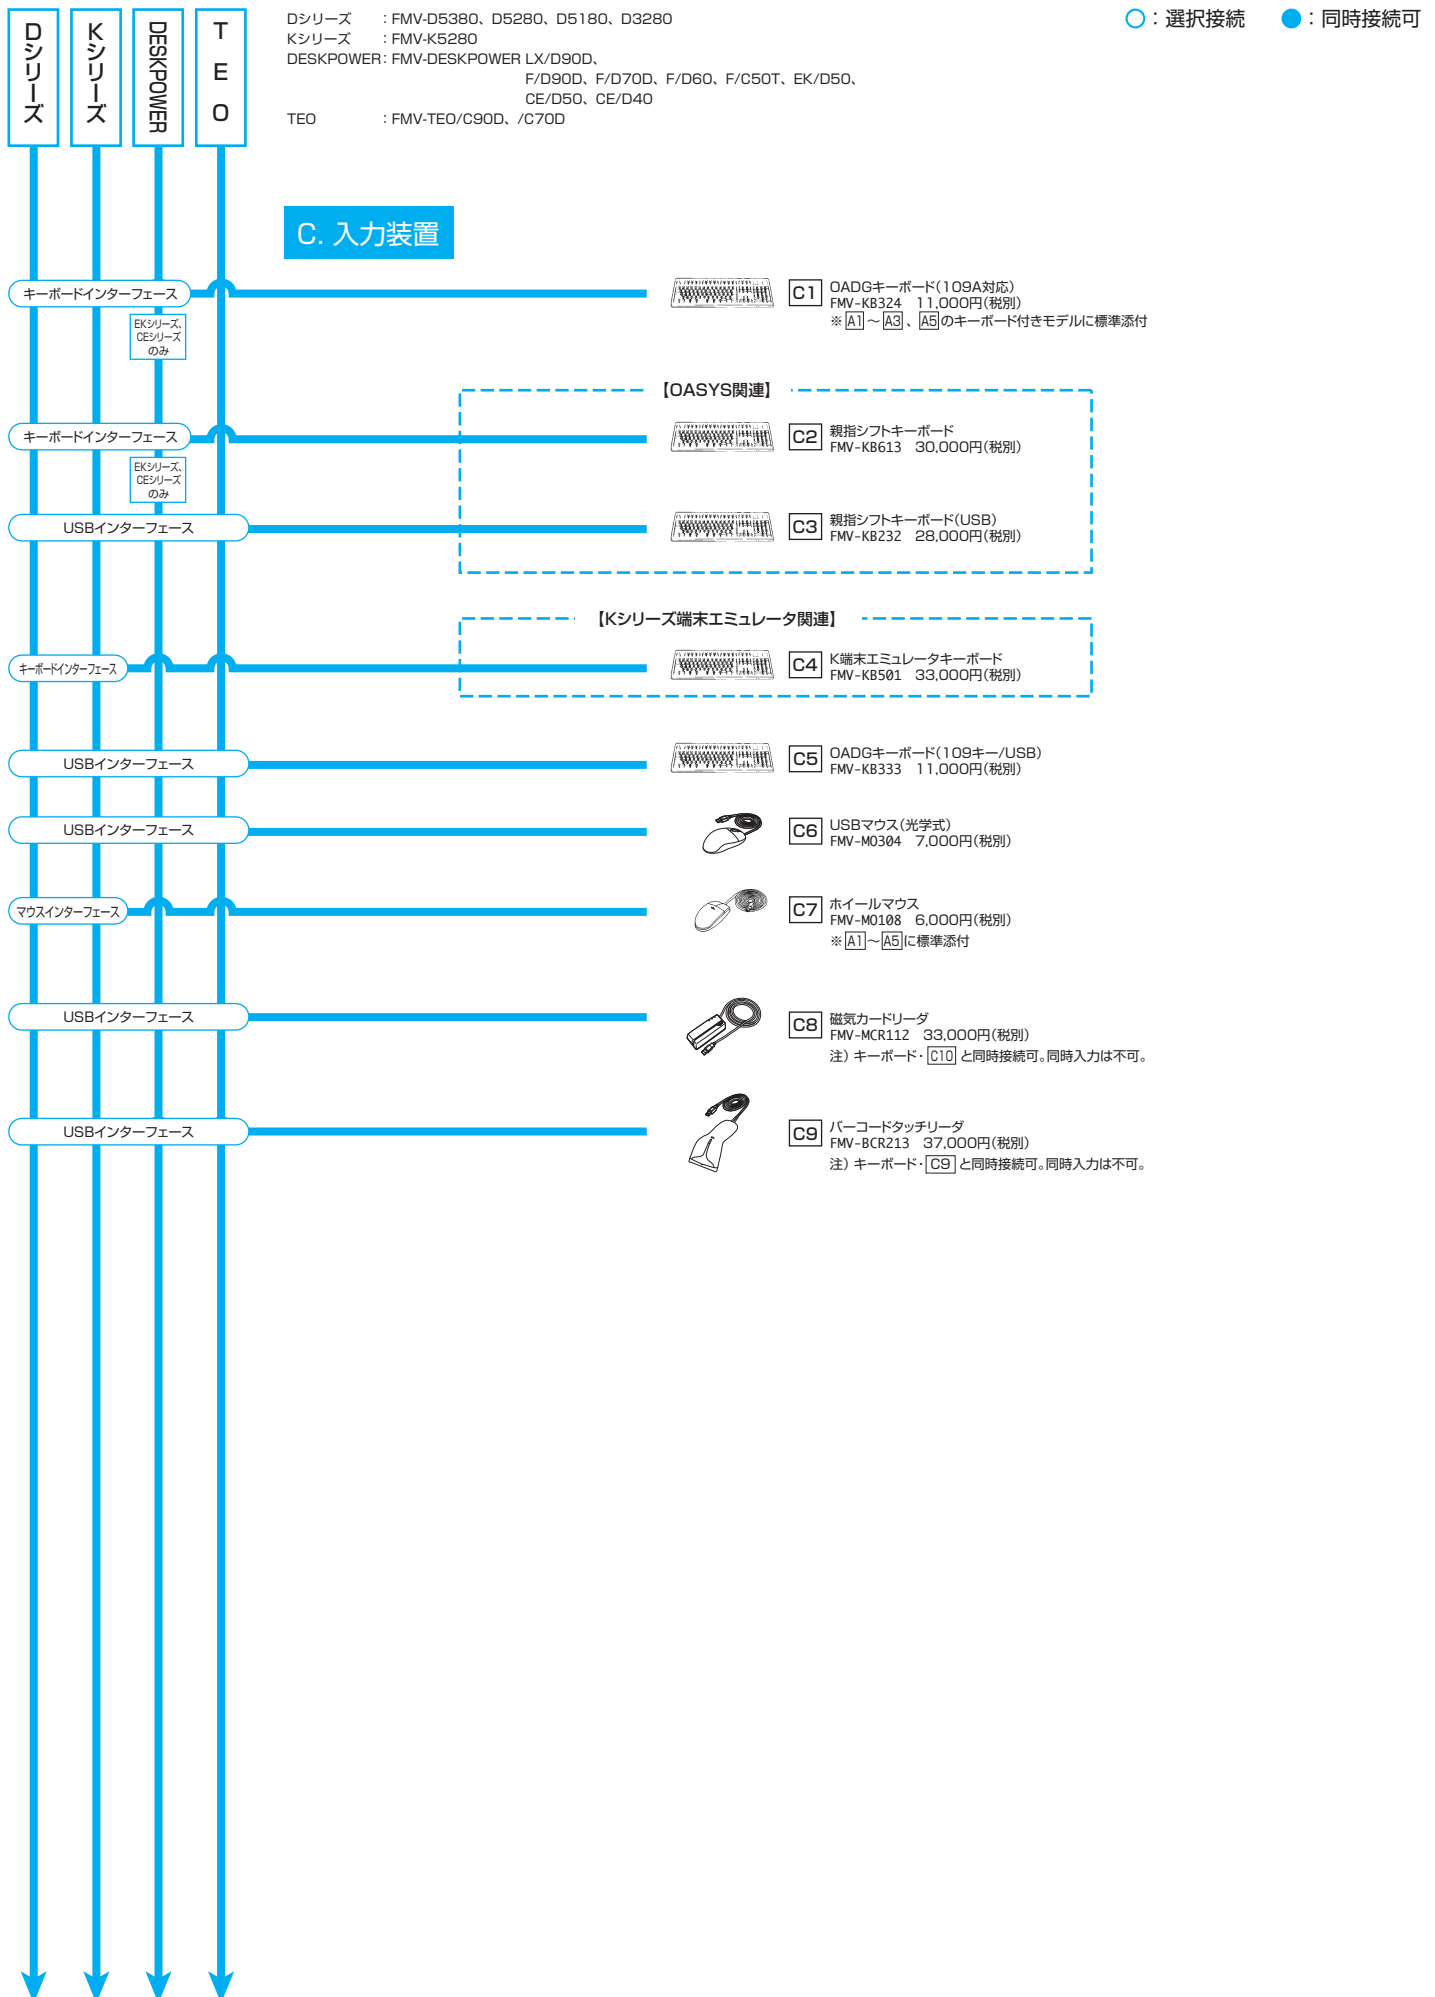 Dシリーズ
Kシリーズ
DESKPOWER
TEO
Dシリーズ : FMV-D5380、D5280、D5180、D3280
Kシリーズ : FMV-K5280
DESKPOWER : FMV-DESKPOWER LX/D90D、
F/D90D、F/D70D、F/D60、F/C50T、EK/D50、
CE/D50、CE/D40
TEO : FMV-TEO/C90D、/C70D
○：選択接続 ●：同時接続可
C. 入力装置
キーボードインターフェース
EKシリーズ、
CEシリーズ
のみ
C1 OADGキーボード(109A対応)
FMV-KB324 11,000円(税別)
※A1～A3、A5のキーボード付きモデルに標準添付
【OASYS関連】
キーボードインターフェース
EKシリーズ、
CEシリーズ
のみ
C2 親指シフトキーボード
FMV-KB613 30,000円(税別)
USBインターフェース
C3 親指シフトキーボード(USB)
FMV-KB232 28,000円(税別)
【Kシリーズ端末エミュレータ関連】
キーボードインターフェース
C4 K端末エミュレータキーボード
FMV-KB501 33,000円(税別)
USBインターフェース
C5 OADGキーボード(109キー/USB)
FMV-KB333 11,000円(税別)
USBインターフェース
C6 USBマウス(光学式)
FMV-MO304 7,000円(税別)
マウスインターフェース
C7 ホイールマウス
FMV-MO108 6,000円(税別)
※A1～A5に標準添付
USBインターフェース
C8 磁気カードリーダ
FMV-MCR112 33,000円(税別)
注) キーボード・C10 と同時接続可。同時入力は不可。
USBインターフェース
C9 バーコードタッチリーダ
FMV-BCR213 37,000円(税別)
注) キーボード・C9 と同時接続可。同時入力は不可。